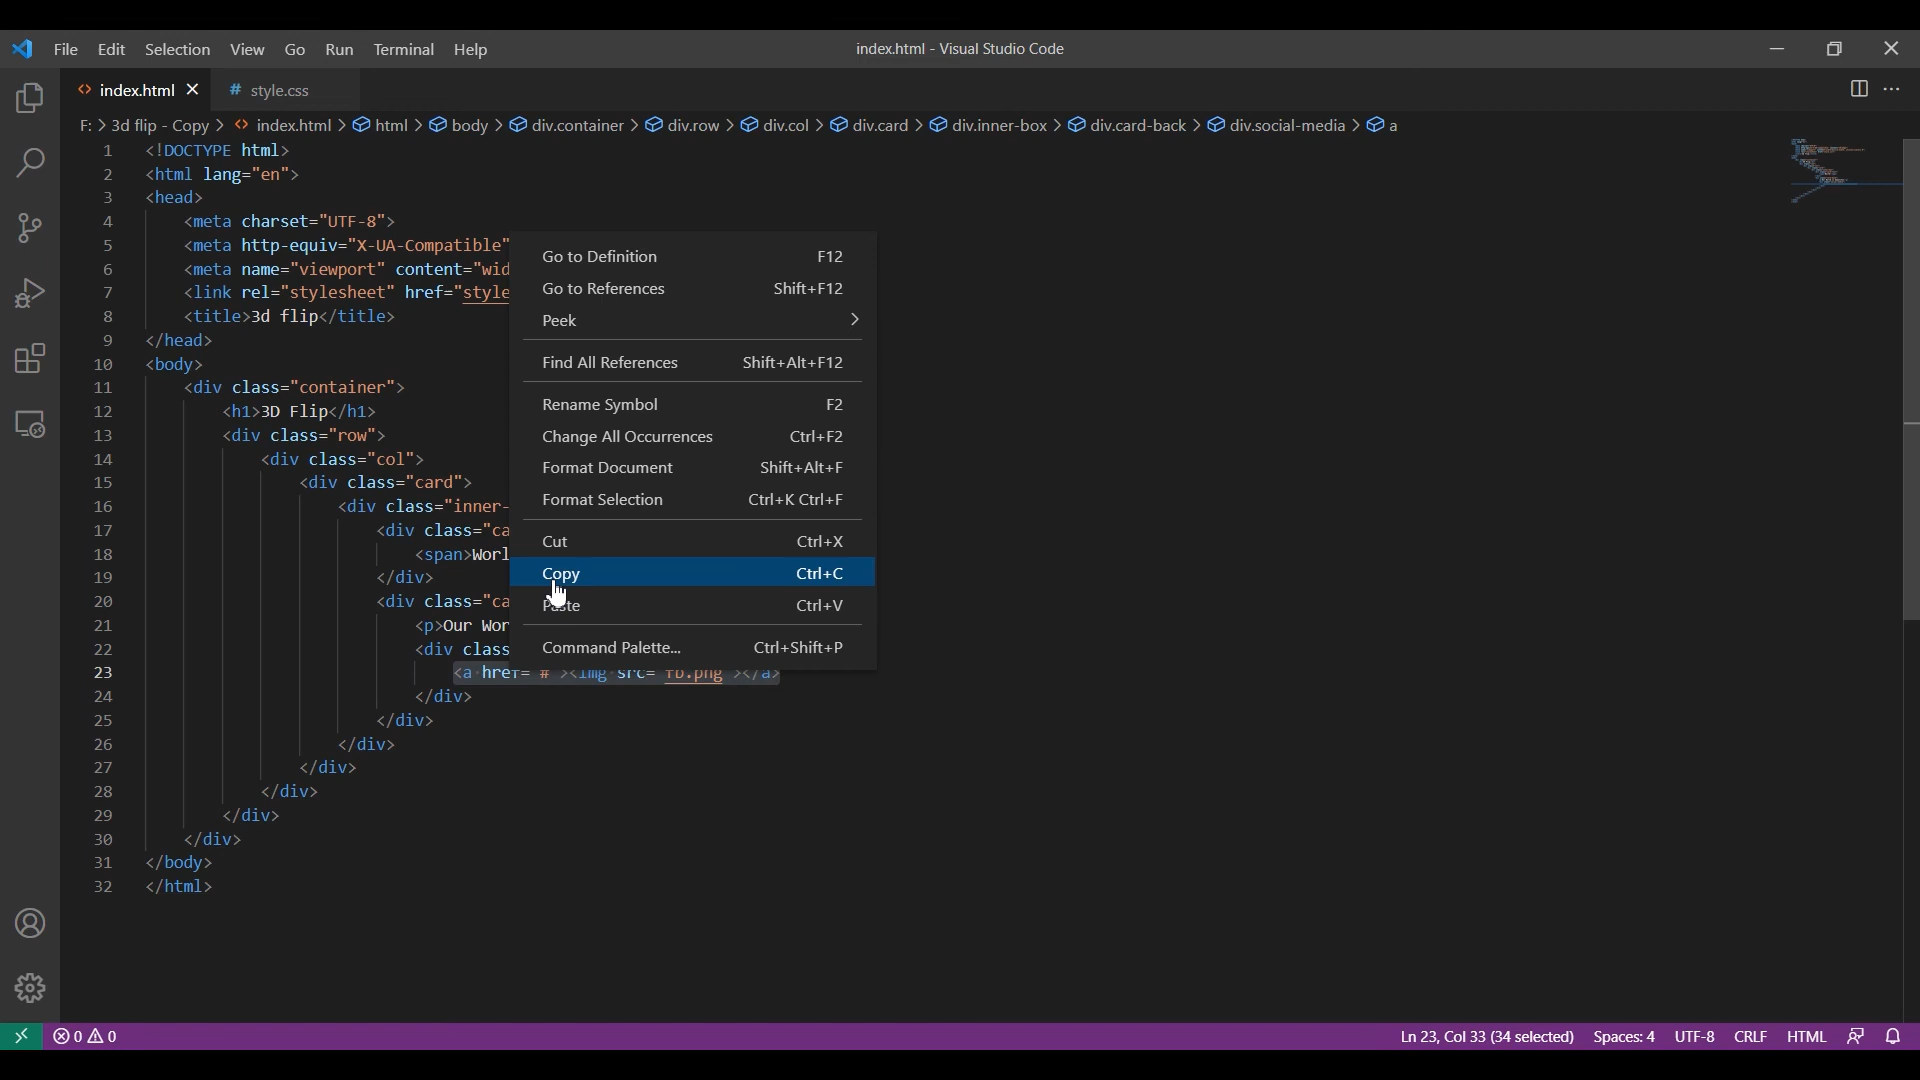 File Edit Selection View Go Run Terminal Help index.html - Visual Studio Code
index.html # style.css
F: > 3d flip - Copy > index.html > html > body > div.container > div.row > div.col > div.card > div.inner-box > div.card-back > div.social-media > a
1 <!DOCTYPE html>
2 <html lang="en">
3 <head>
4 <meta charset="UTF-8">
5 <meta http-equiv="X-UA-Compatible"
6 <meta name="viewport" content="wid
7 <link rel="stylesheet" href="style
8 <title>3d flip</title>
9 </head>
10 <body>
11 <div class="container">
12 <h1>3D Flip</h1>
13 <div class="row">
14 <div class="col">
15 <div class="card">
16 <div class="inner-
17 <div class="ca
18 <span>Worl
19 </div>
20 <div class="ca
21 <p>Our Wor
22 <div class
23 <a href="#"><img src="fb.png"></a>
24 </div>
25 </div>
26 </div>
27 </div>
28 </div>
29 </div>
30 </div>
31 </body>
32 </html>
Go to Definition F12
Go to References Shift+F12
Peek >
Find All References Shift+Alt+F12
Rename Symbol F2
Change All Occurrences Ctrl+F2
Format Document Shift+Alt+F
Format Selection Ctrl+K Ctrl+F
Cut Ctrl+X
Copy Ctrl+C
Paste Ctrl+V
Command Palette... Ctrl+Shift+P
0 0 Ln 23, Col 33 (34 selected) Spaces: 4 UTF-8 CRLF HTML